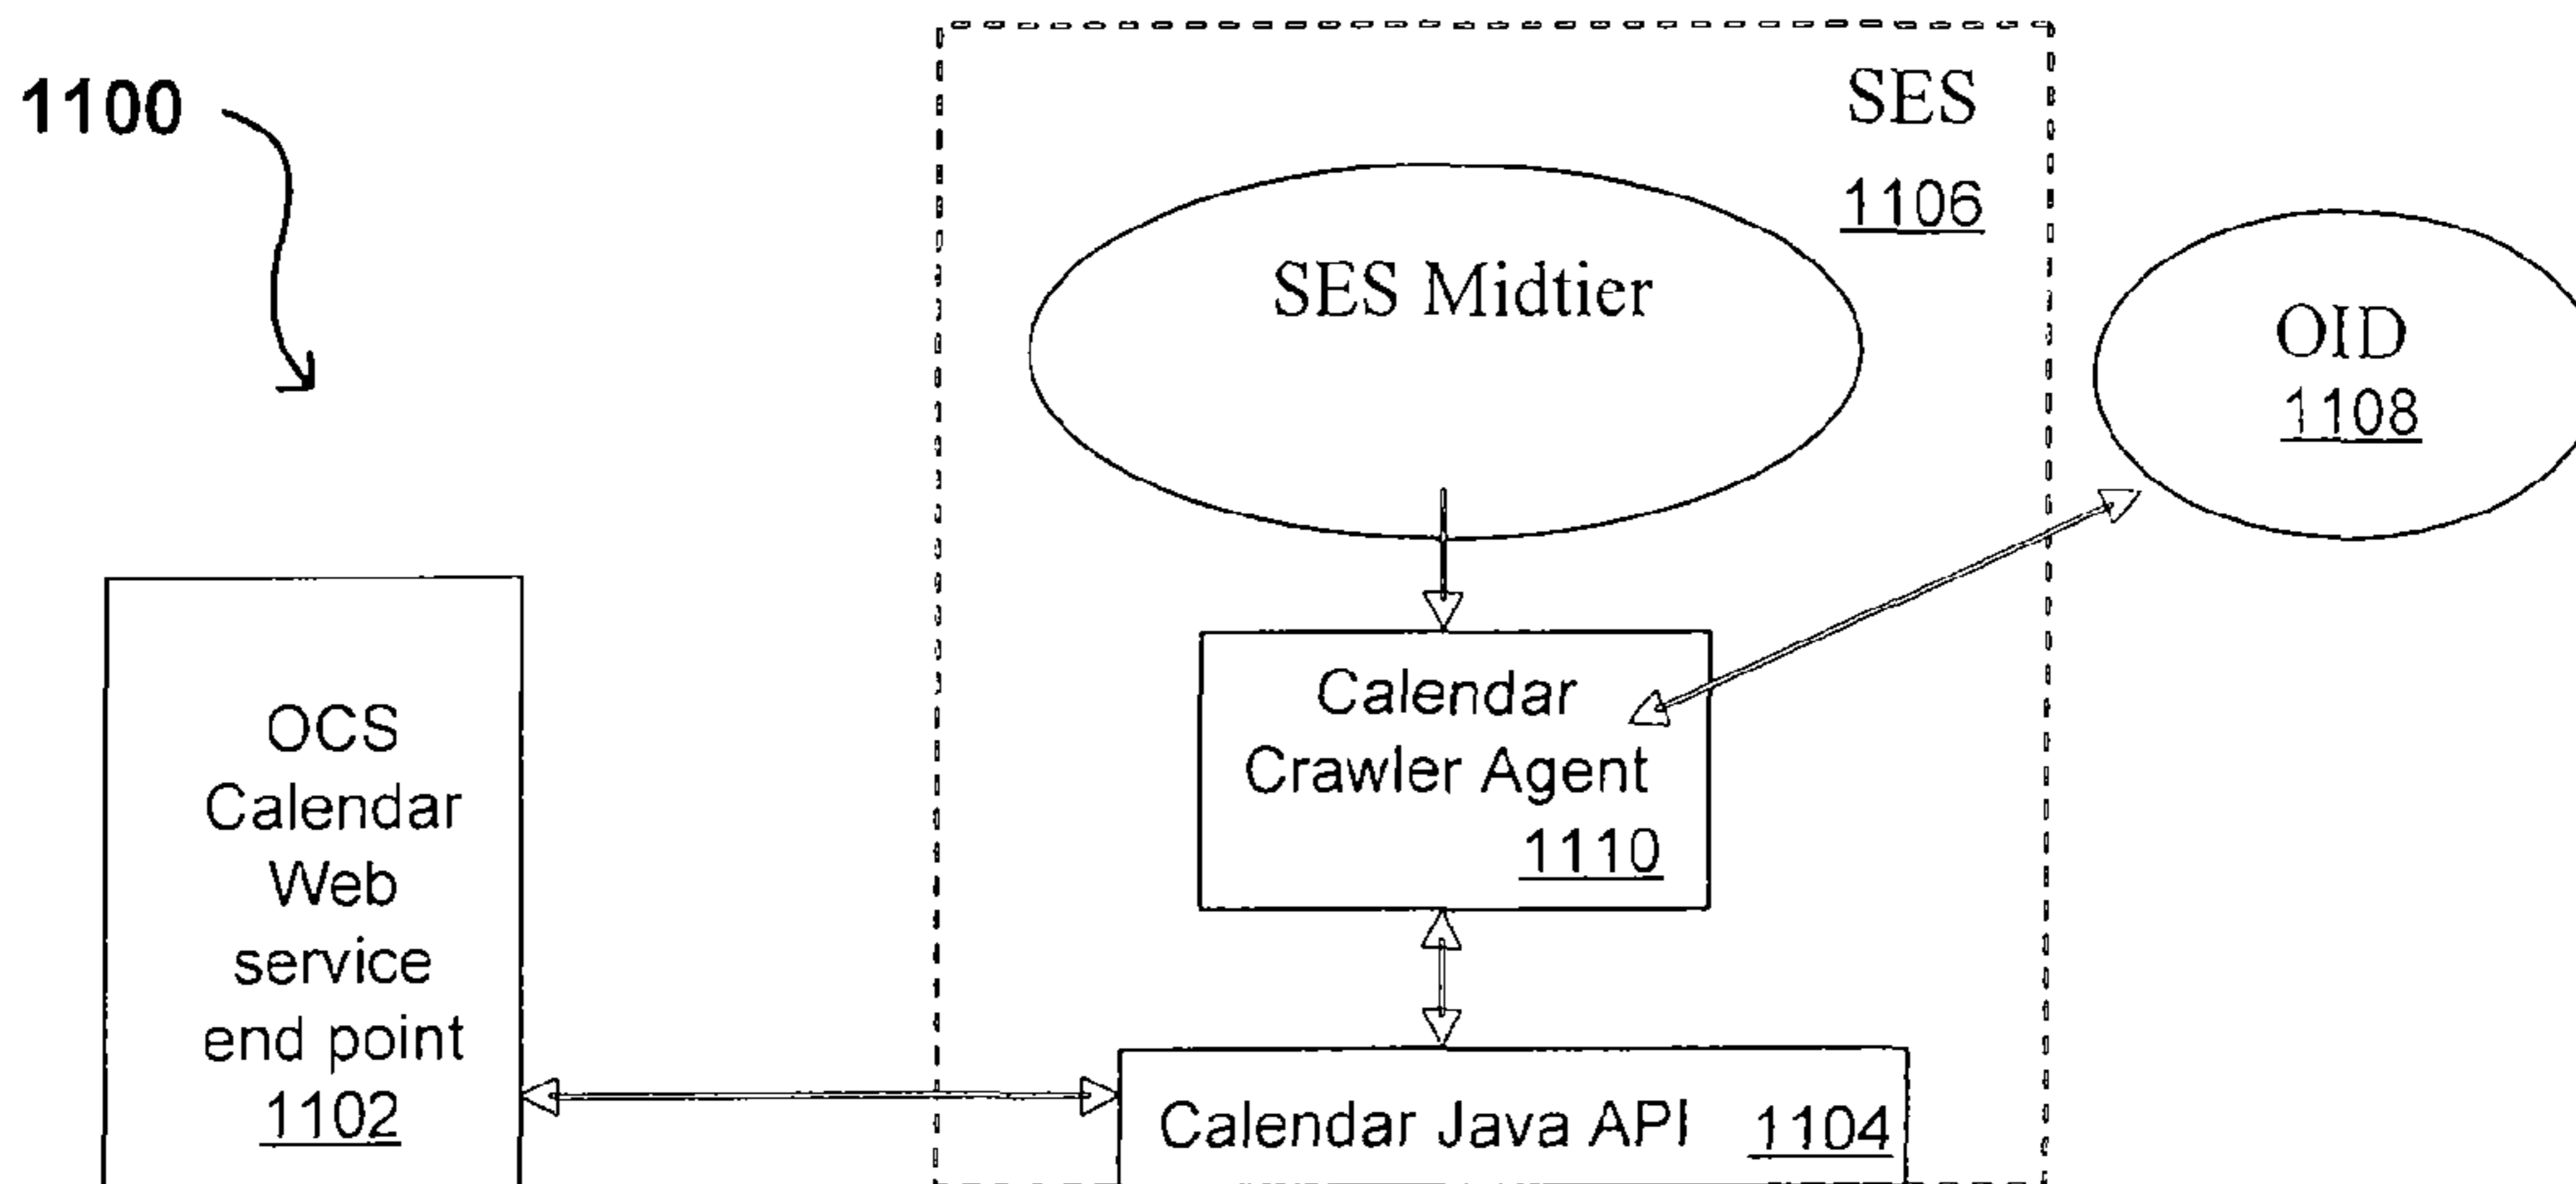 1100
SES
1106
SES Midtier
OID
1108
Calendar
Crawler Agent
1110
OCS
Calendar
Web
service
end point
1102
Calendar Java API 1104